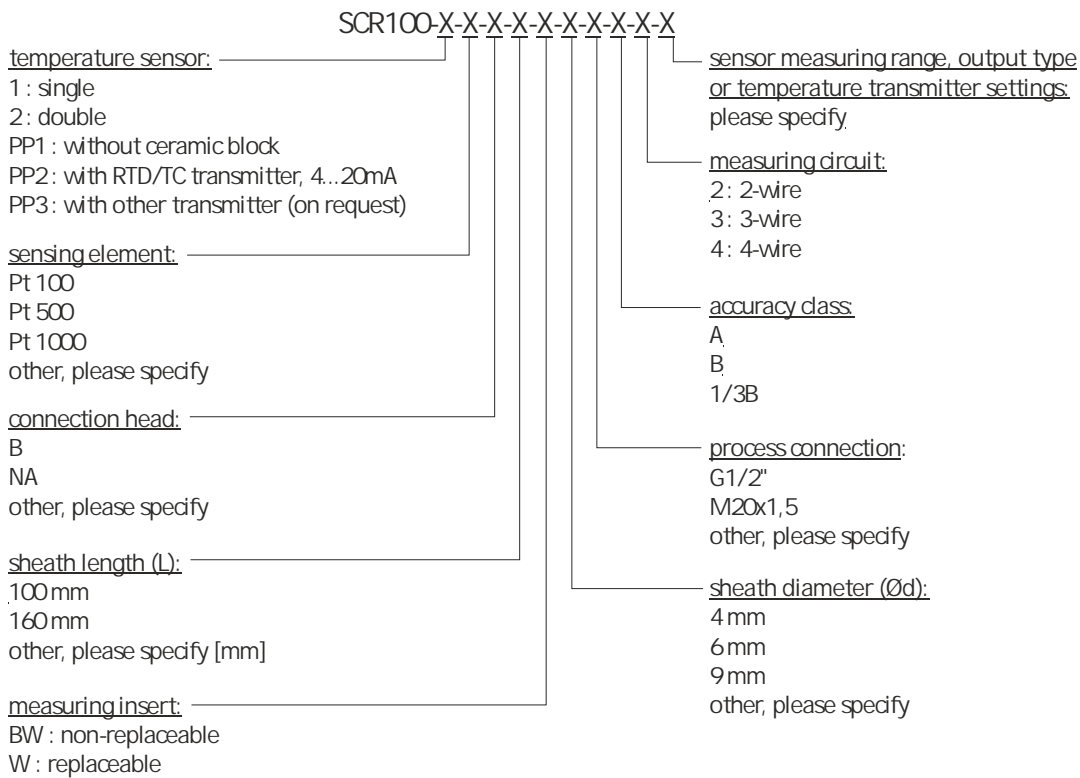 SCR100-X-X-X-X-X-X-X-X-X-X
temperature sensor:
1 : single
2 : double
PP1 : without ceramic block
PP2 : with RTD/TC transmitter, 4...20mA
PP3 : with other transmitter (on request)
sensing element:
Pt 100
Pt 500
Pt 1000
other, please specify
connection head:
B
NA
other, please specify
sheath length (L):
100 mm
160 mm
other, please specify [mm]
measuring insert:
BW : non-replaceable
W : replaceable
sensor measuring range, output type
or temperature transmitter settings:
please specify
measuring circuit:
2 : 2-wire
3 : 3-wire
4 : 4-wire
accuracy class:
A
B
1/3B
process connection:
G1/2"
M20x1,5
other, please specify
sheath diameter (Ød):
4 mm
6 mm
9 mm
other, please specify